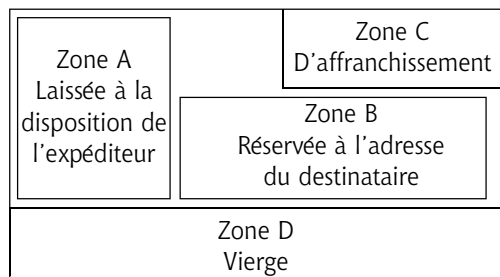 Zone A
Laissée à la
disposition de
l'expéditeur
Zone C
D'affranchissement
Zone B
Réservée à l'adresse
du destinataire
Zone D
Vierge